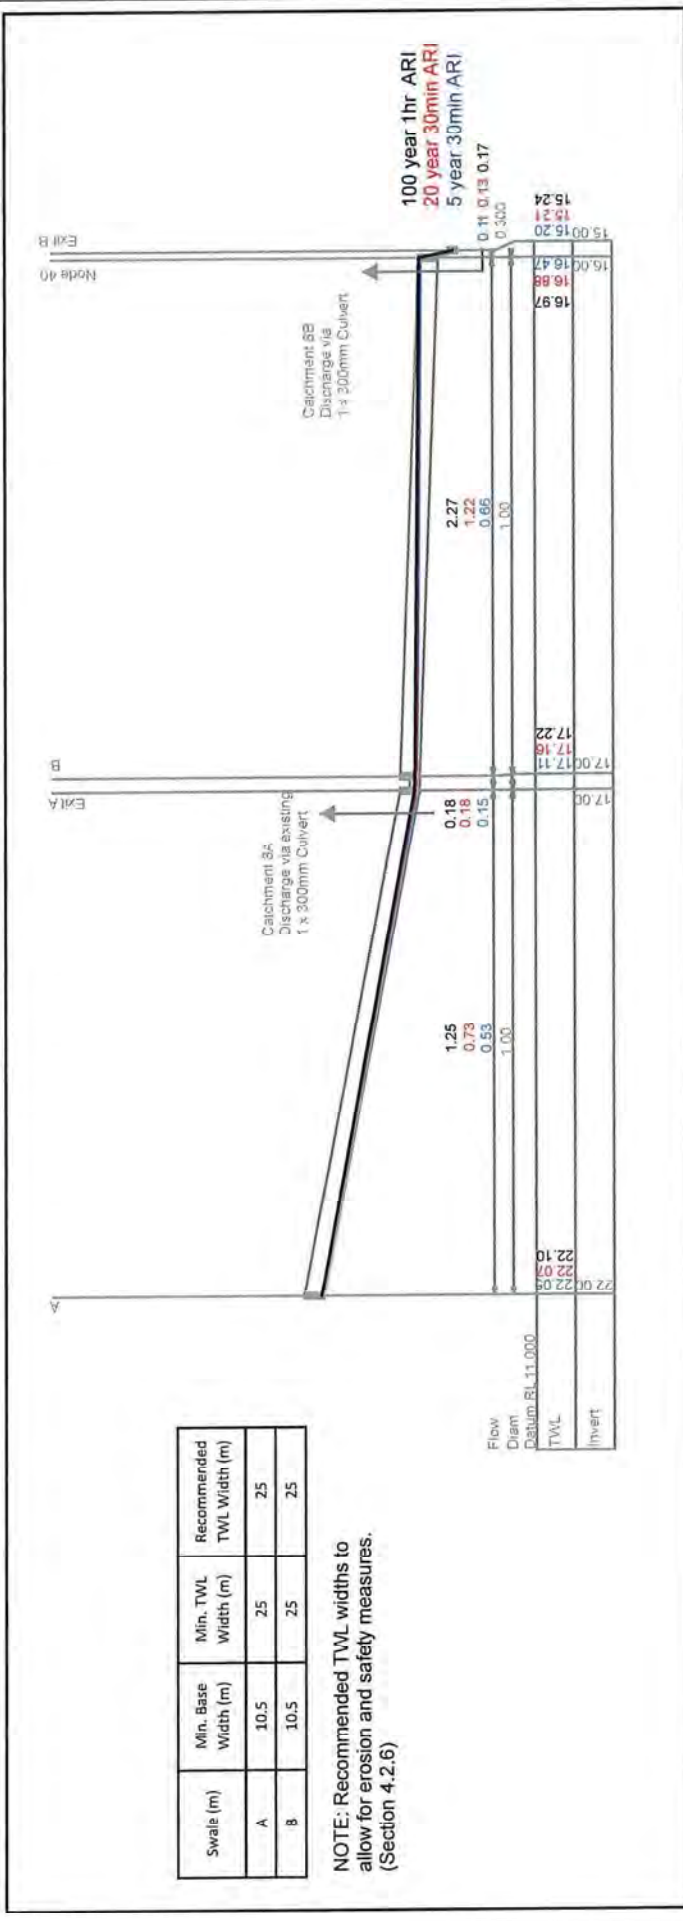 Swale (m) Min. Base Width (m) Min. TWL Width (m) Recommended TWL Width (m)
A 10.5 25 25
B 10.5 25 25
NOTE: Recommended TWL widths to
allow for erosion and safety measures.
(Section 4.2.6)
A
Exit A
B
Node 40
Exit B
Catchment 8A
Discharge via existing
1 x 300mm Culvert
Catchment 8B
Discharge via
1 x 300mm Culvert
100 year 1hr ARI
20 year 30min ARI
5 year 30min ARI
1.25
0.73
0.53
1.00
0.18
0.18
0.15
2.27
1.22
0.66
1.00
0.11 0.13 0.17
0.300
Flow
Diam
Datum RL 11.000
TWL
22.05
22.07
22.10
17.11
17.16
17.22
16.47
16.88
16.97
15.20
15.21
15.24
Invert
22.00
17.00
17.00
16.00
15.00